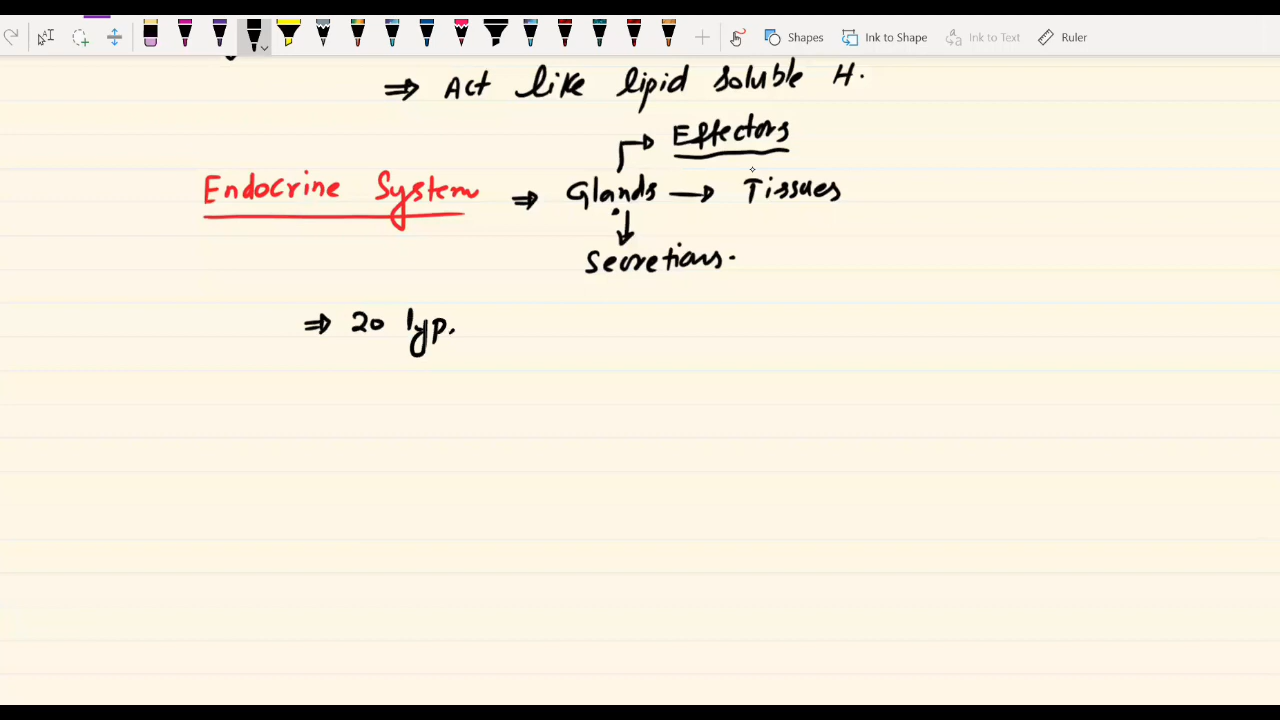 Shapes Ink to Shape Ink to Text Ruler
⇒ Act like lipid soluble H.
Effectors
Endocrine System ⇒ Glands → Tissues
Secretions.
⇒ 20